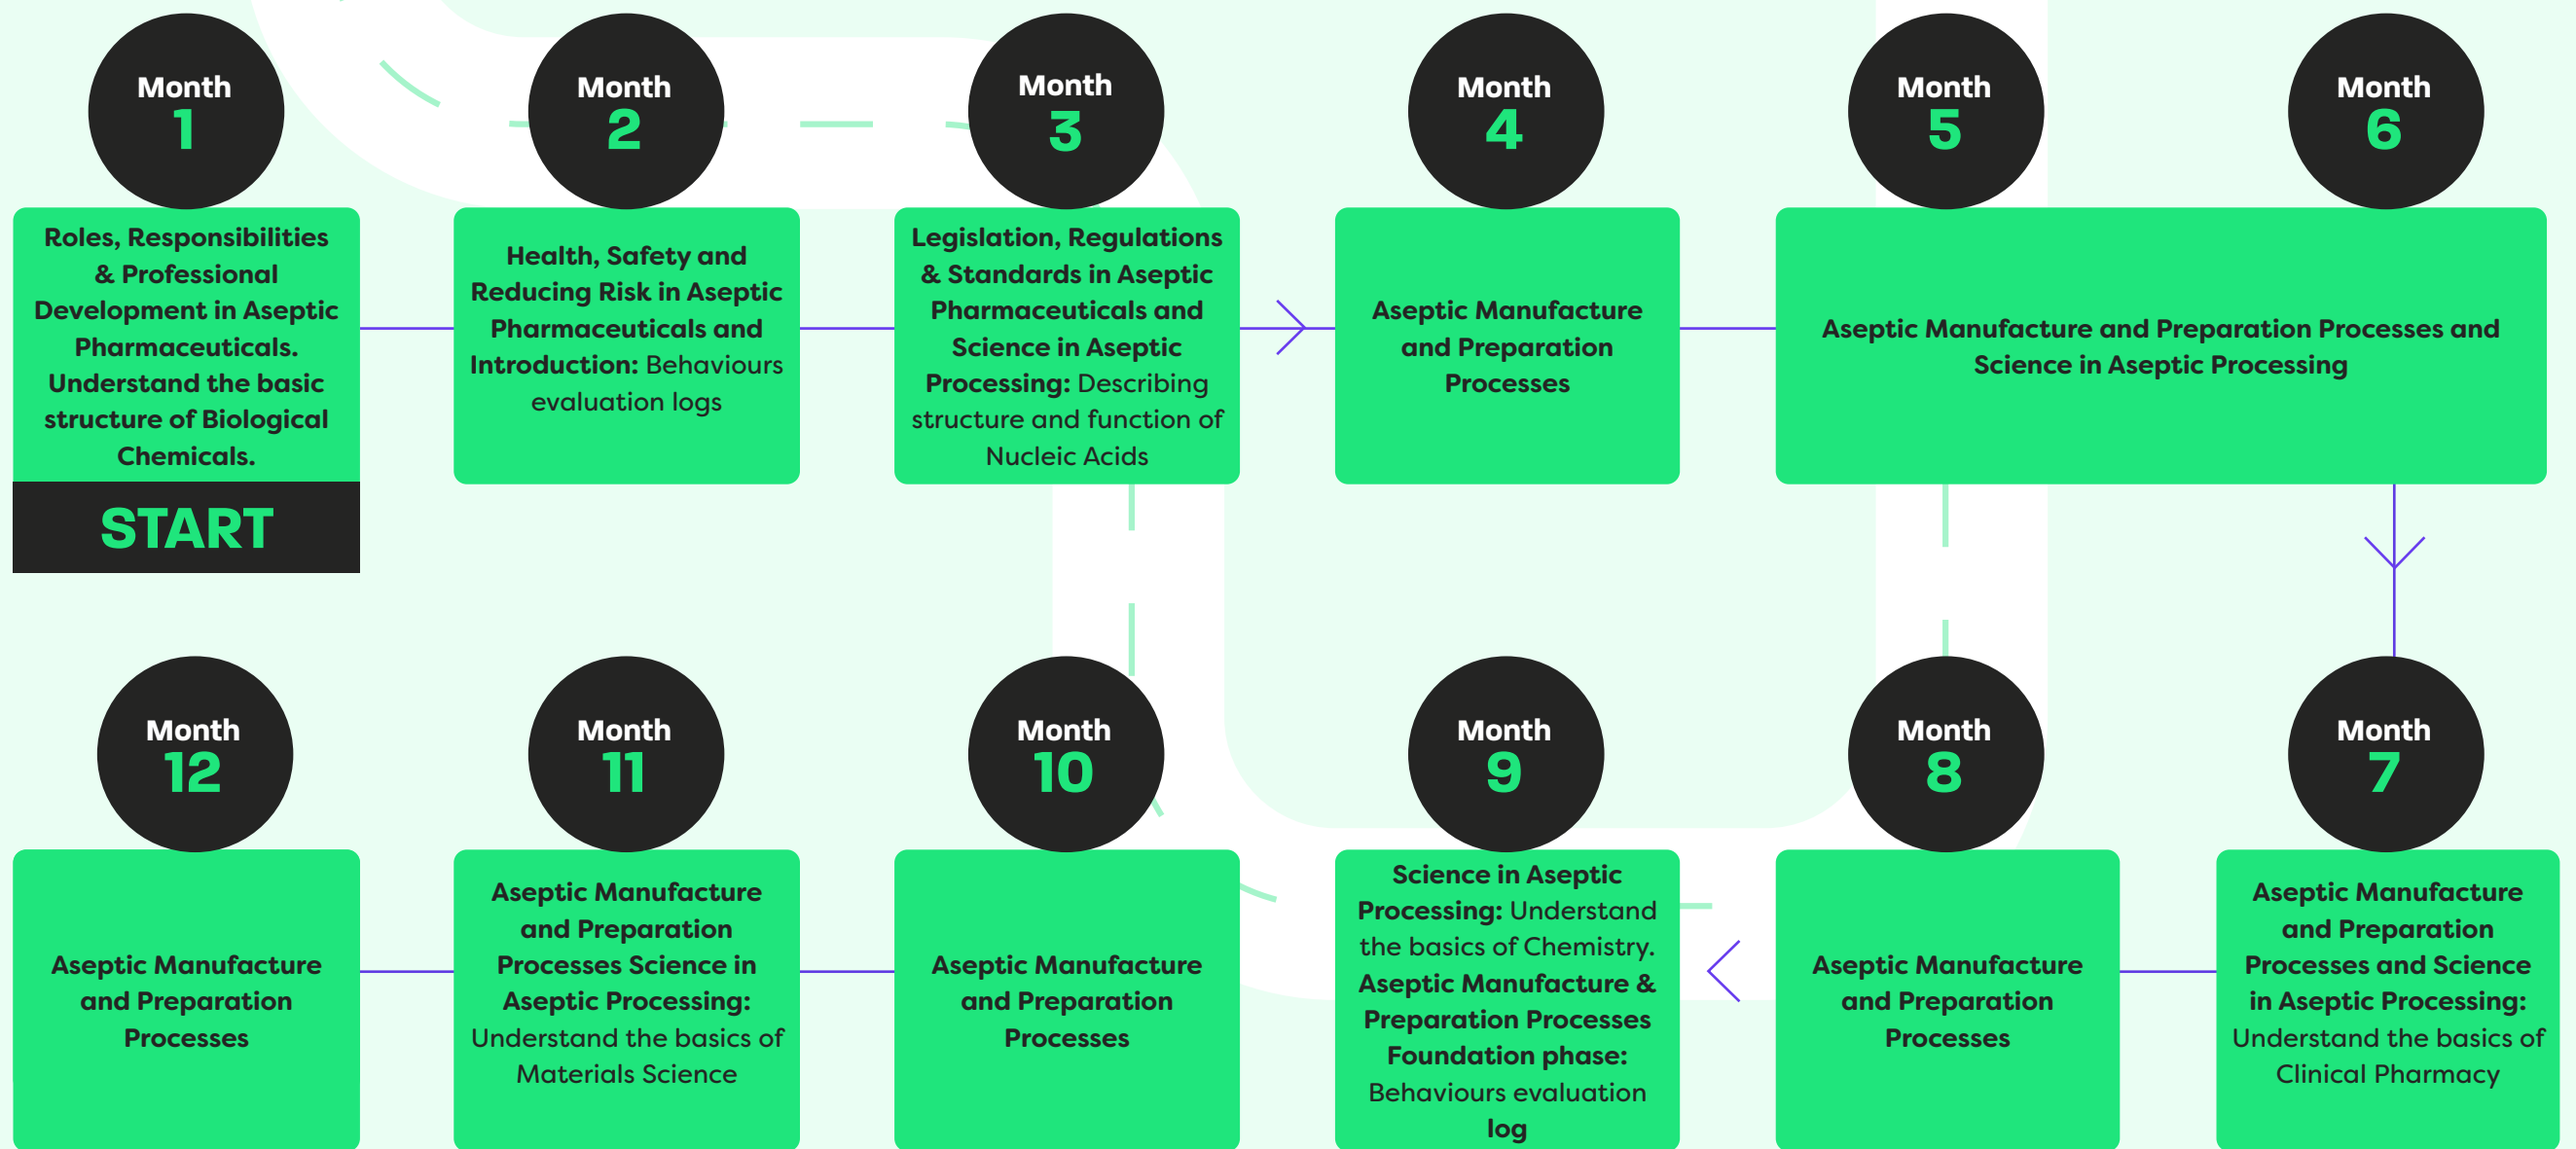 Month
1
Roles, Responsibilities
& Professional
Development in Aseptic
Pharmaceuticals.
Understand the basic
structure of Biological
Chemicals.
START
Month
2
Health, Safety and
Reducing Risk in Aseptic
Pharmaceuticals and
Introduction: Behaviours
evaluation logs
Month
3
Legislation, Regulations
& Standards in Aseptic
Pharmaceuticals and
Science in Aseptic
Processing: Describing
structure and function of
Nucleic Acids
Month
4
Aseptic Manufacture
and Preparation
Processes
Month
5
Month
6
Aseptic Manufacture and Preparation Processes and
Science in Aseptic Processing
Month
7
Aseptic Manufacture
and Preparation
Processes and Science
in Aseptic Processing:
Understand the basics of
Clinical Pharmacy
Month
8
Aseptic Manufacture
and Preparation
Processes
Month
9
Science in Aseptic
Processing: Understand
the basics of Chemistry.
Aseptic Manufacture &
Preparation Processes
Foundation phase:
Behaviours evaluation
log
Month
10
Aseptic Manufacture
and Preparation
Processes
Month
11
Aseptic Manufacture
and Preparation
Processes Science in
Aseptic Processing:
Understand the basics of
Materials Science
Month
12
Aseptic Manufacture
and Preparation
Processes